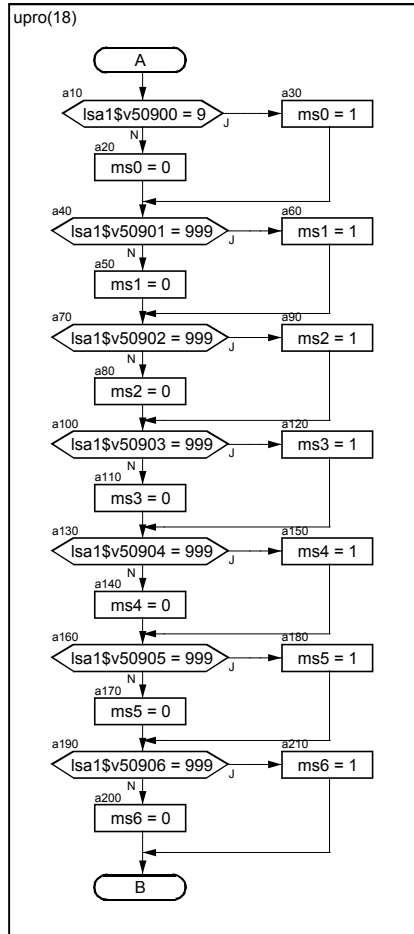 upro(18)
A
a10
lsa1$v50900 = 9
J
N
a30
ms0 = 1
a20
ms0 = 0
a40
lsa1$v50901 = 999
J
N
a60
ms1 = 1
a50
ms1 = 0
a70
lsa1$v50902 = 999
J
N
a90
ms2 = 1
a80
ms2 = 0
a100
lsa1$v50903 = 999
J
N
a120
ms3 = 1
a110
ms3 = 0
a130
lsa1$v50904 = 999
J
N
a150
ms4 = 1
a140
ms4 = 0
a160
lsa1$v50905 = 999
J
N
a180
ms5 = 1
a170
ms5 = 0
a190
lsa1$v50906 = 999
J
N
a210
ms6 = 1
a200
ms6 = 0
B